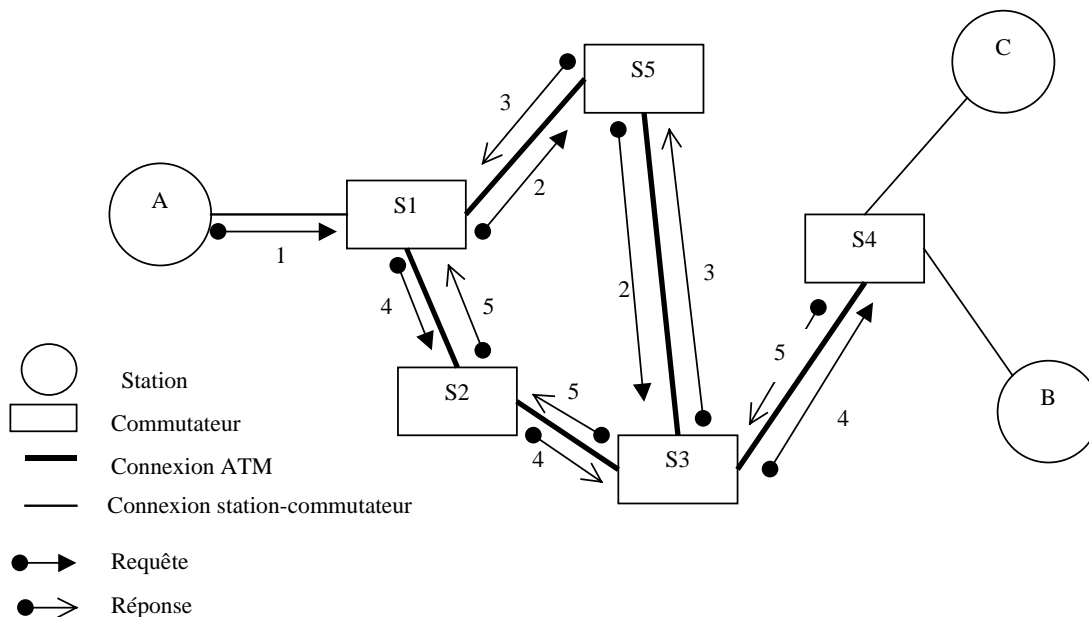 C
S5
3
A
S1
2
S4
1
2
3
4
5
5
Station
S2
5
4
B
Commutateur
4
S3
Connexion ATM
Connexion station-commutateur
Requête
Réponse